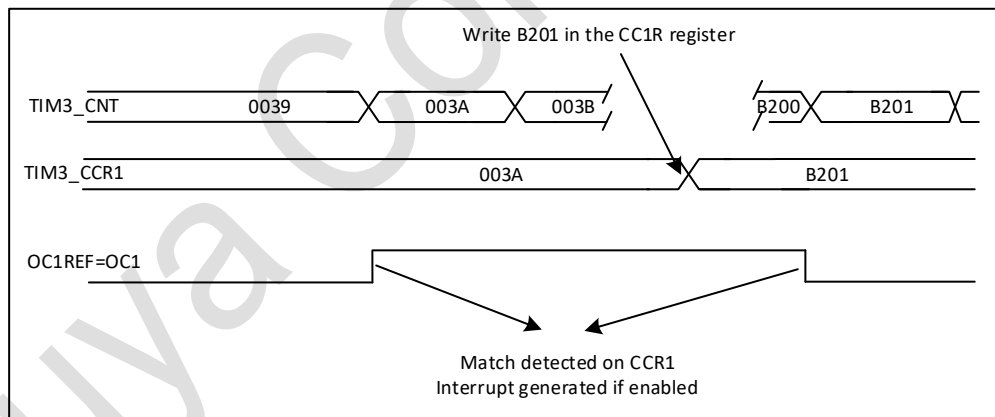 Write B201 in the CC1R register
TIM3_CNT 0039 003A 003B B200 B201
TIM3_CCR1 003A B201
OC1REF=OC1
Match detected on CCR1
Interrupt generated if enabled